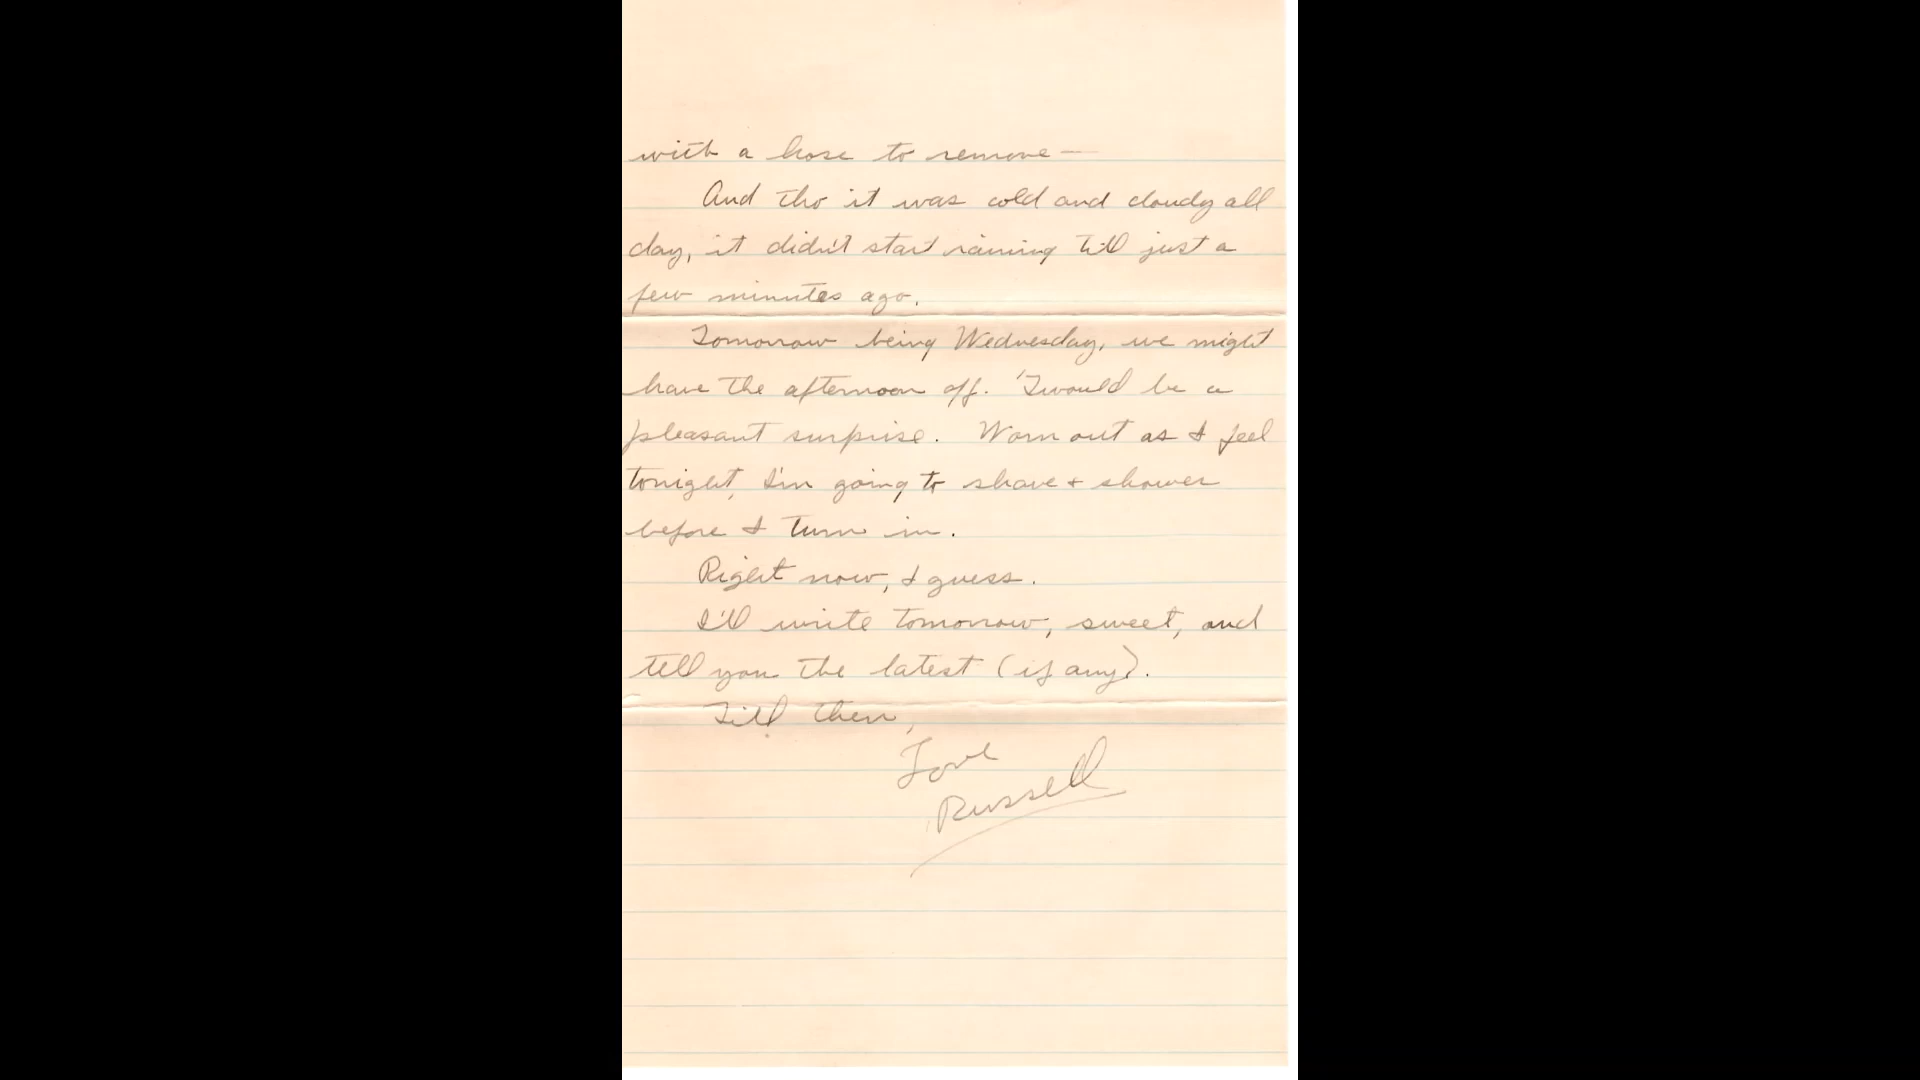 with a hose to remove—
And tho it was cold and cloudy all
day, it didn't start raining till just a
few minutes ago.
Tomorrow being Wednesday, we might
have the afternoon off. 'Twould be a
pleasant surprise. Worn out as I feel
tonight, I'm going to shave + shower
before I turn in.
Right now, I guess.
I'll write tomorrow, sweet, and
tell you the latest (if any).
Till then,
Love
Russell